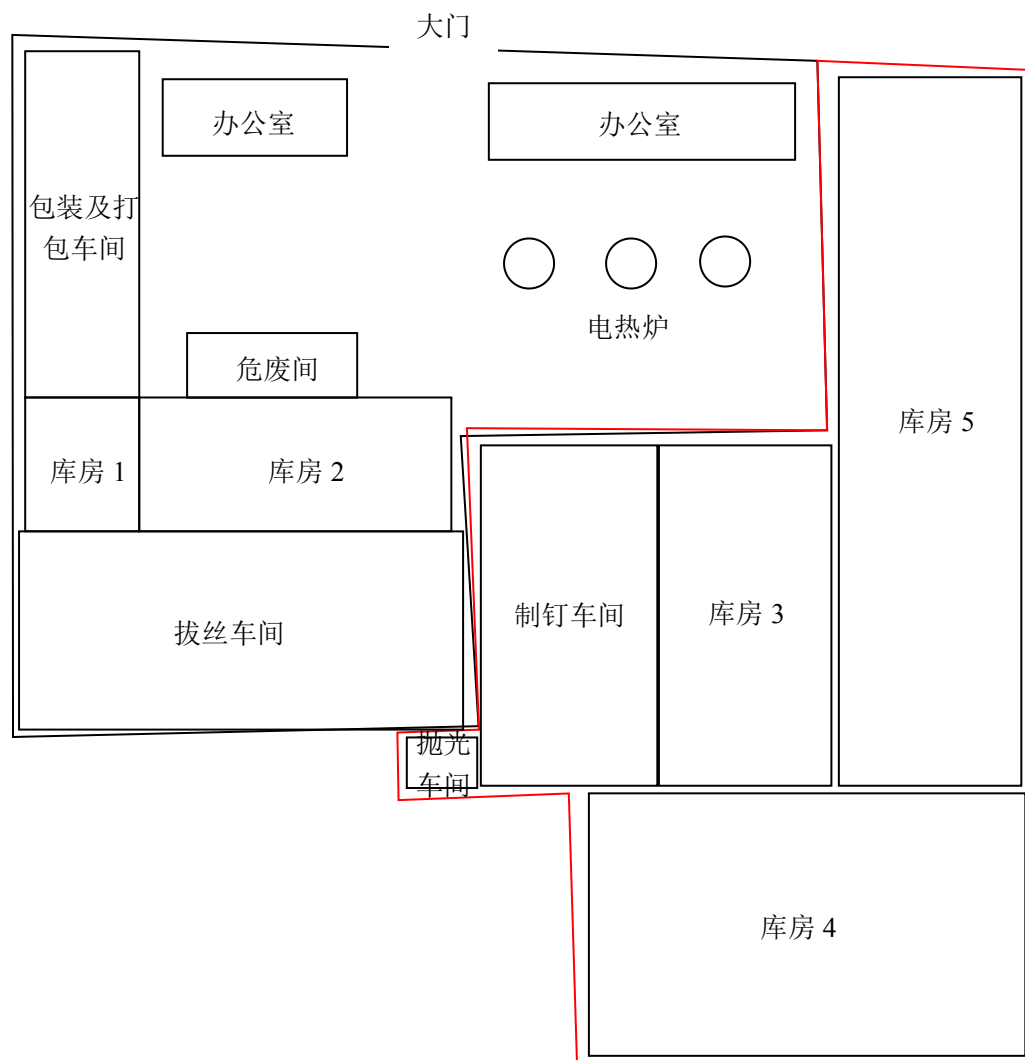 大门
办公室
办公室
包装及打
包车间
电热炉
危废间
库房 5
库房 1
库房 2
制钉车间
库房 3
拔丝车间
抛光
车间
库房 4